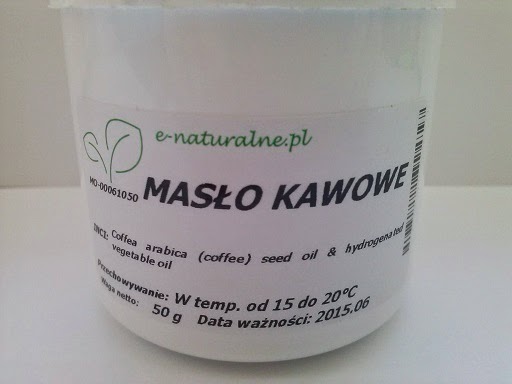 e-naturalne.pl
MO-00061050
MASŁO KAWOWE
INCI: Coffea arabica (coffee) seed oil & hydrogenated
vegetable oil
Przechowywanie: W temp. od 15 do 20°C
Waga netto: 50 g Data ważności: 2015.06